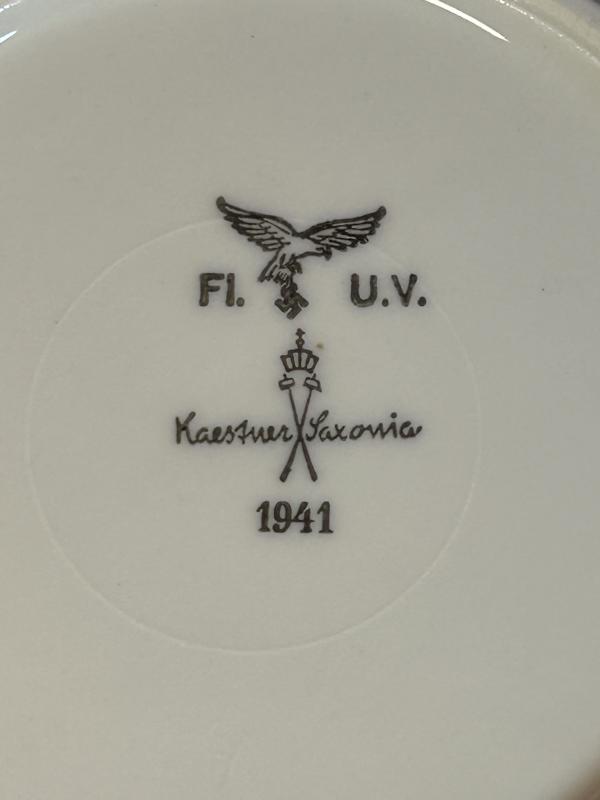 Fl. U.V.
Kaestner Saxonia
1941